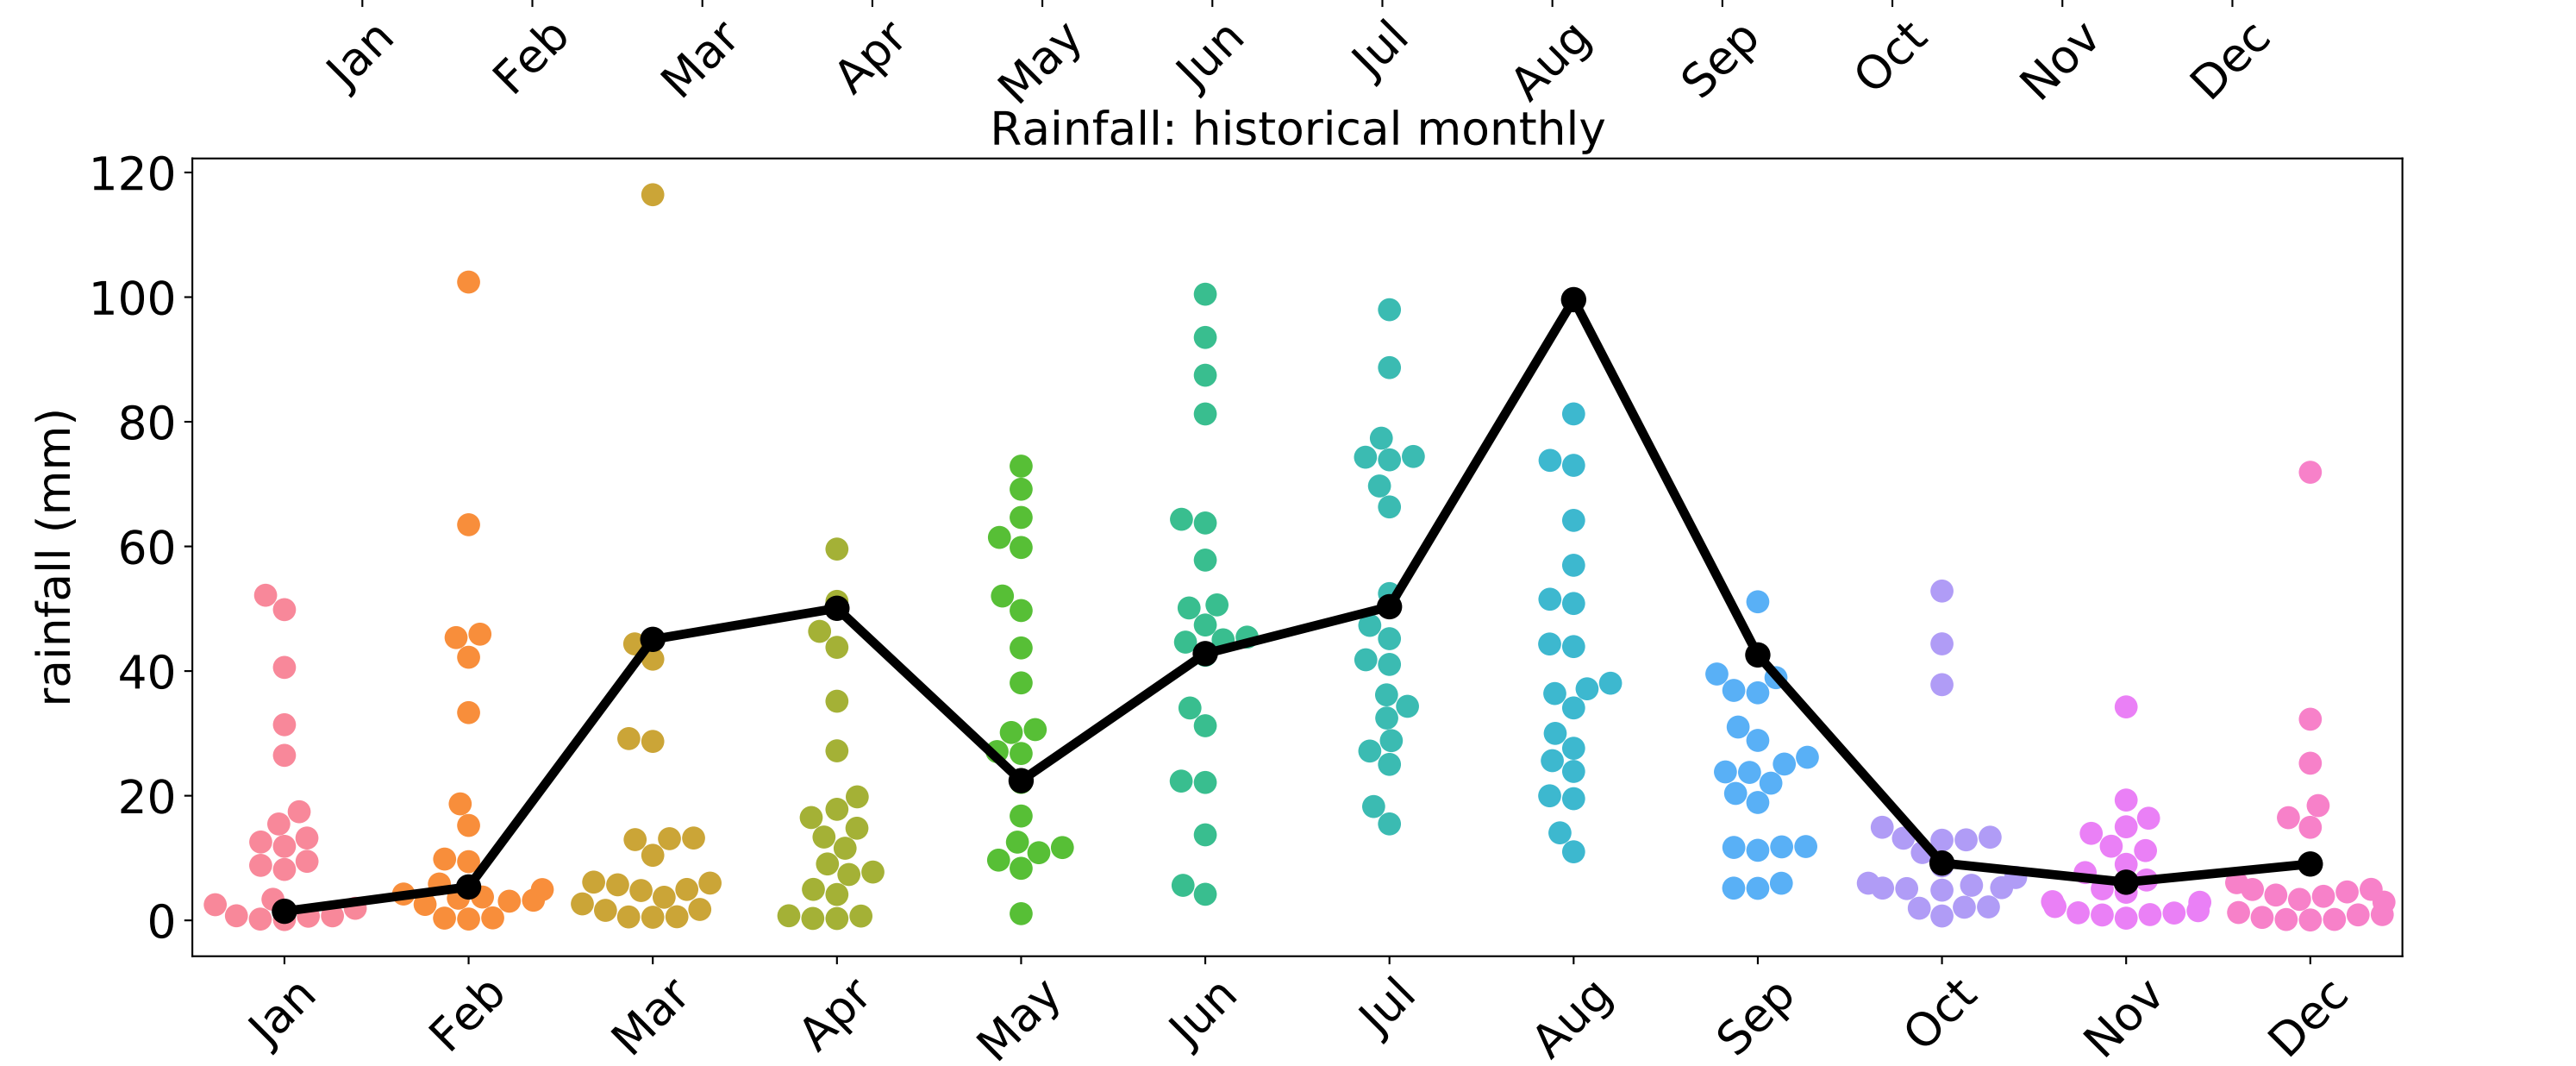 Jan Feb Mar Apr May Jun Jul Aug Sep Oct Nov Dec
Rainfall: historical monthly
120
100
80
60
40
20
0
rainfall (mm)
Jan Feb Mar Apr May Jun Jul Aug Sep Oct Nov Dec